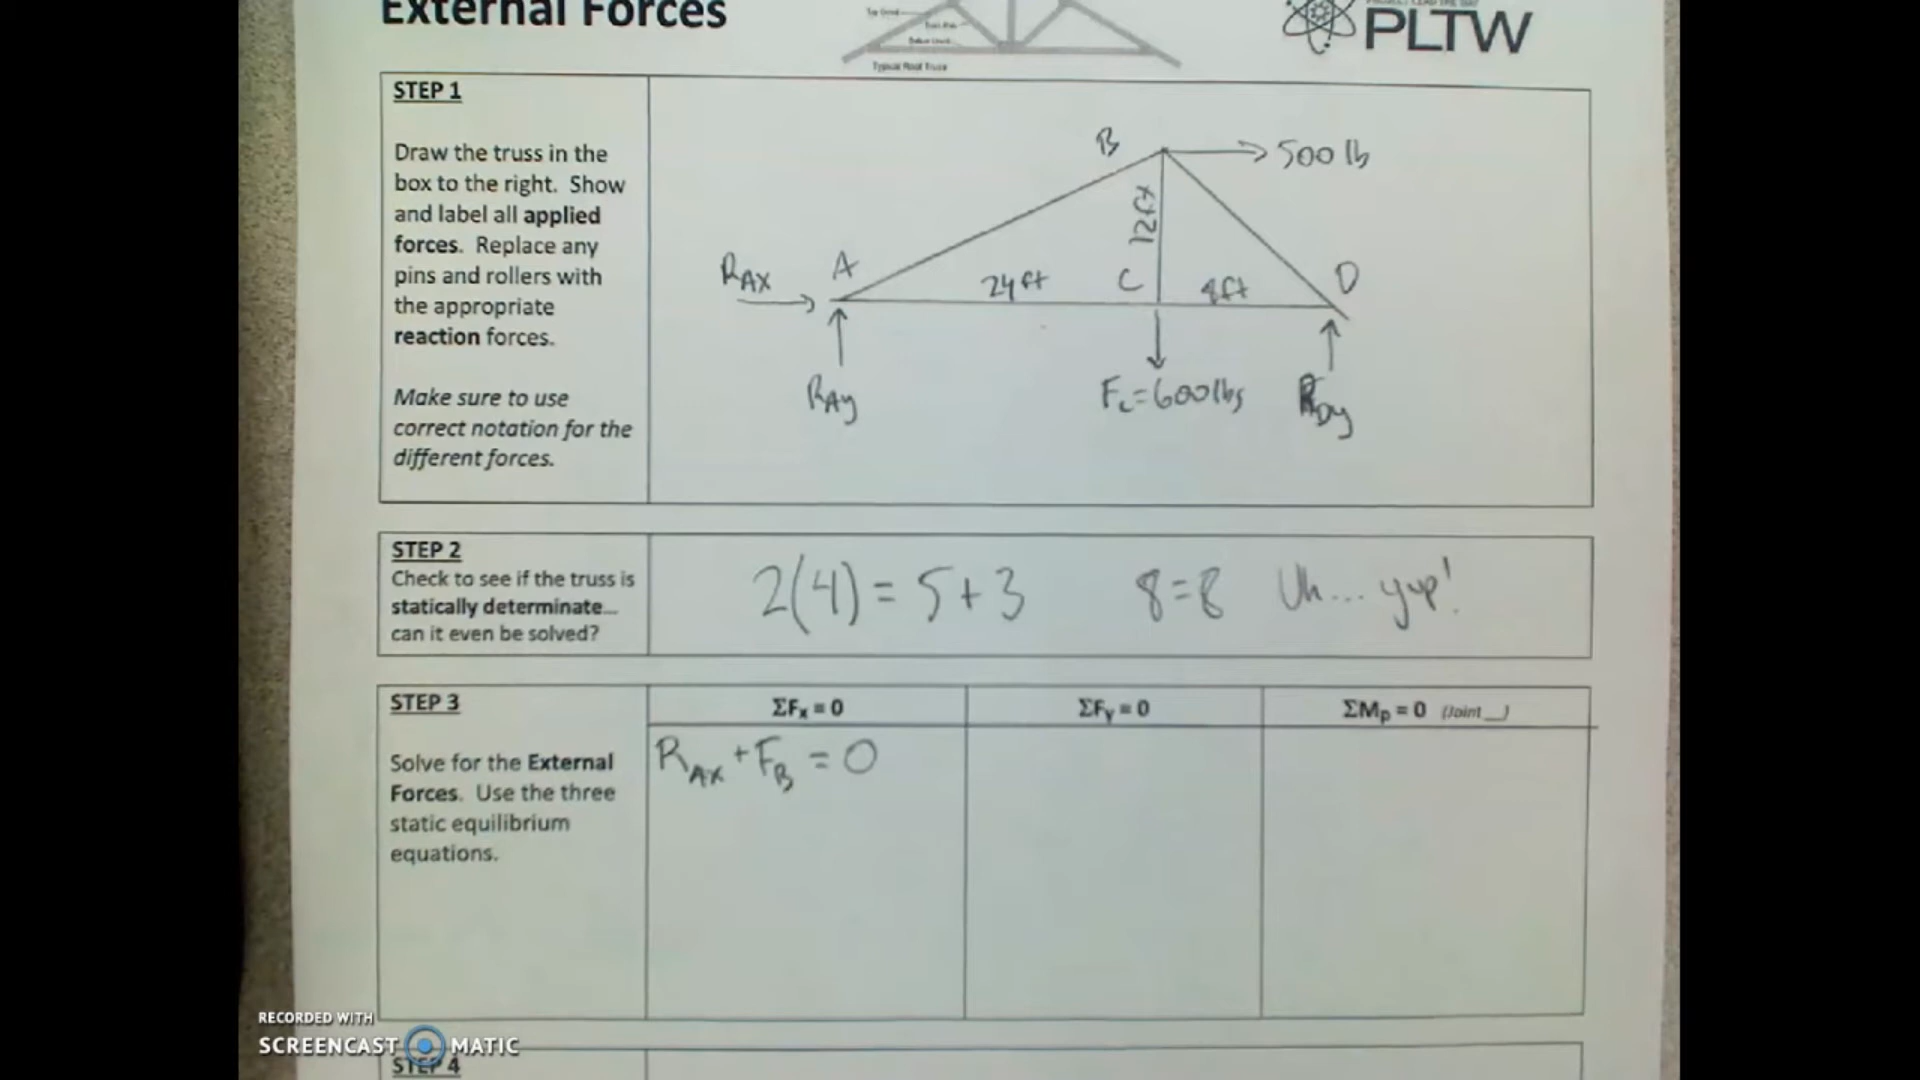 External Forces
Typical Roof Truss
PLTW
STEP 1
Draw the truss in the
box to the right. Show
and label all applied
forces. Replace any
pins and rollers with
the appropriate
reaction forces.
Make sure to use
correct notation for the
different forces.
B
500 lb
12ft
RAX
A
24ft
C
D
RAy
Fc=600lbs
RDy
STEP 2
Check to see if the truss is
statically determinate...
can it even be solved?
2(4) = 5+3 8=8 Uh... yup!
STEP 3
Solve for the External
Forces. Use the three
static equilibrium
equations.
ΣFx = 0
ΣFy = 0
ΣMp = 0 (Joint __)
RAX + FB = 0
RECORDED WITH
SCREENCAST MATIC
STEP 4